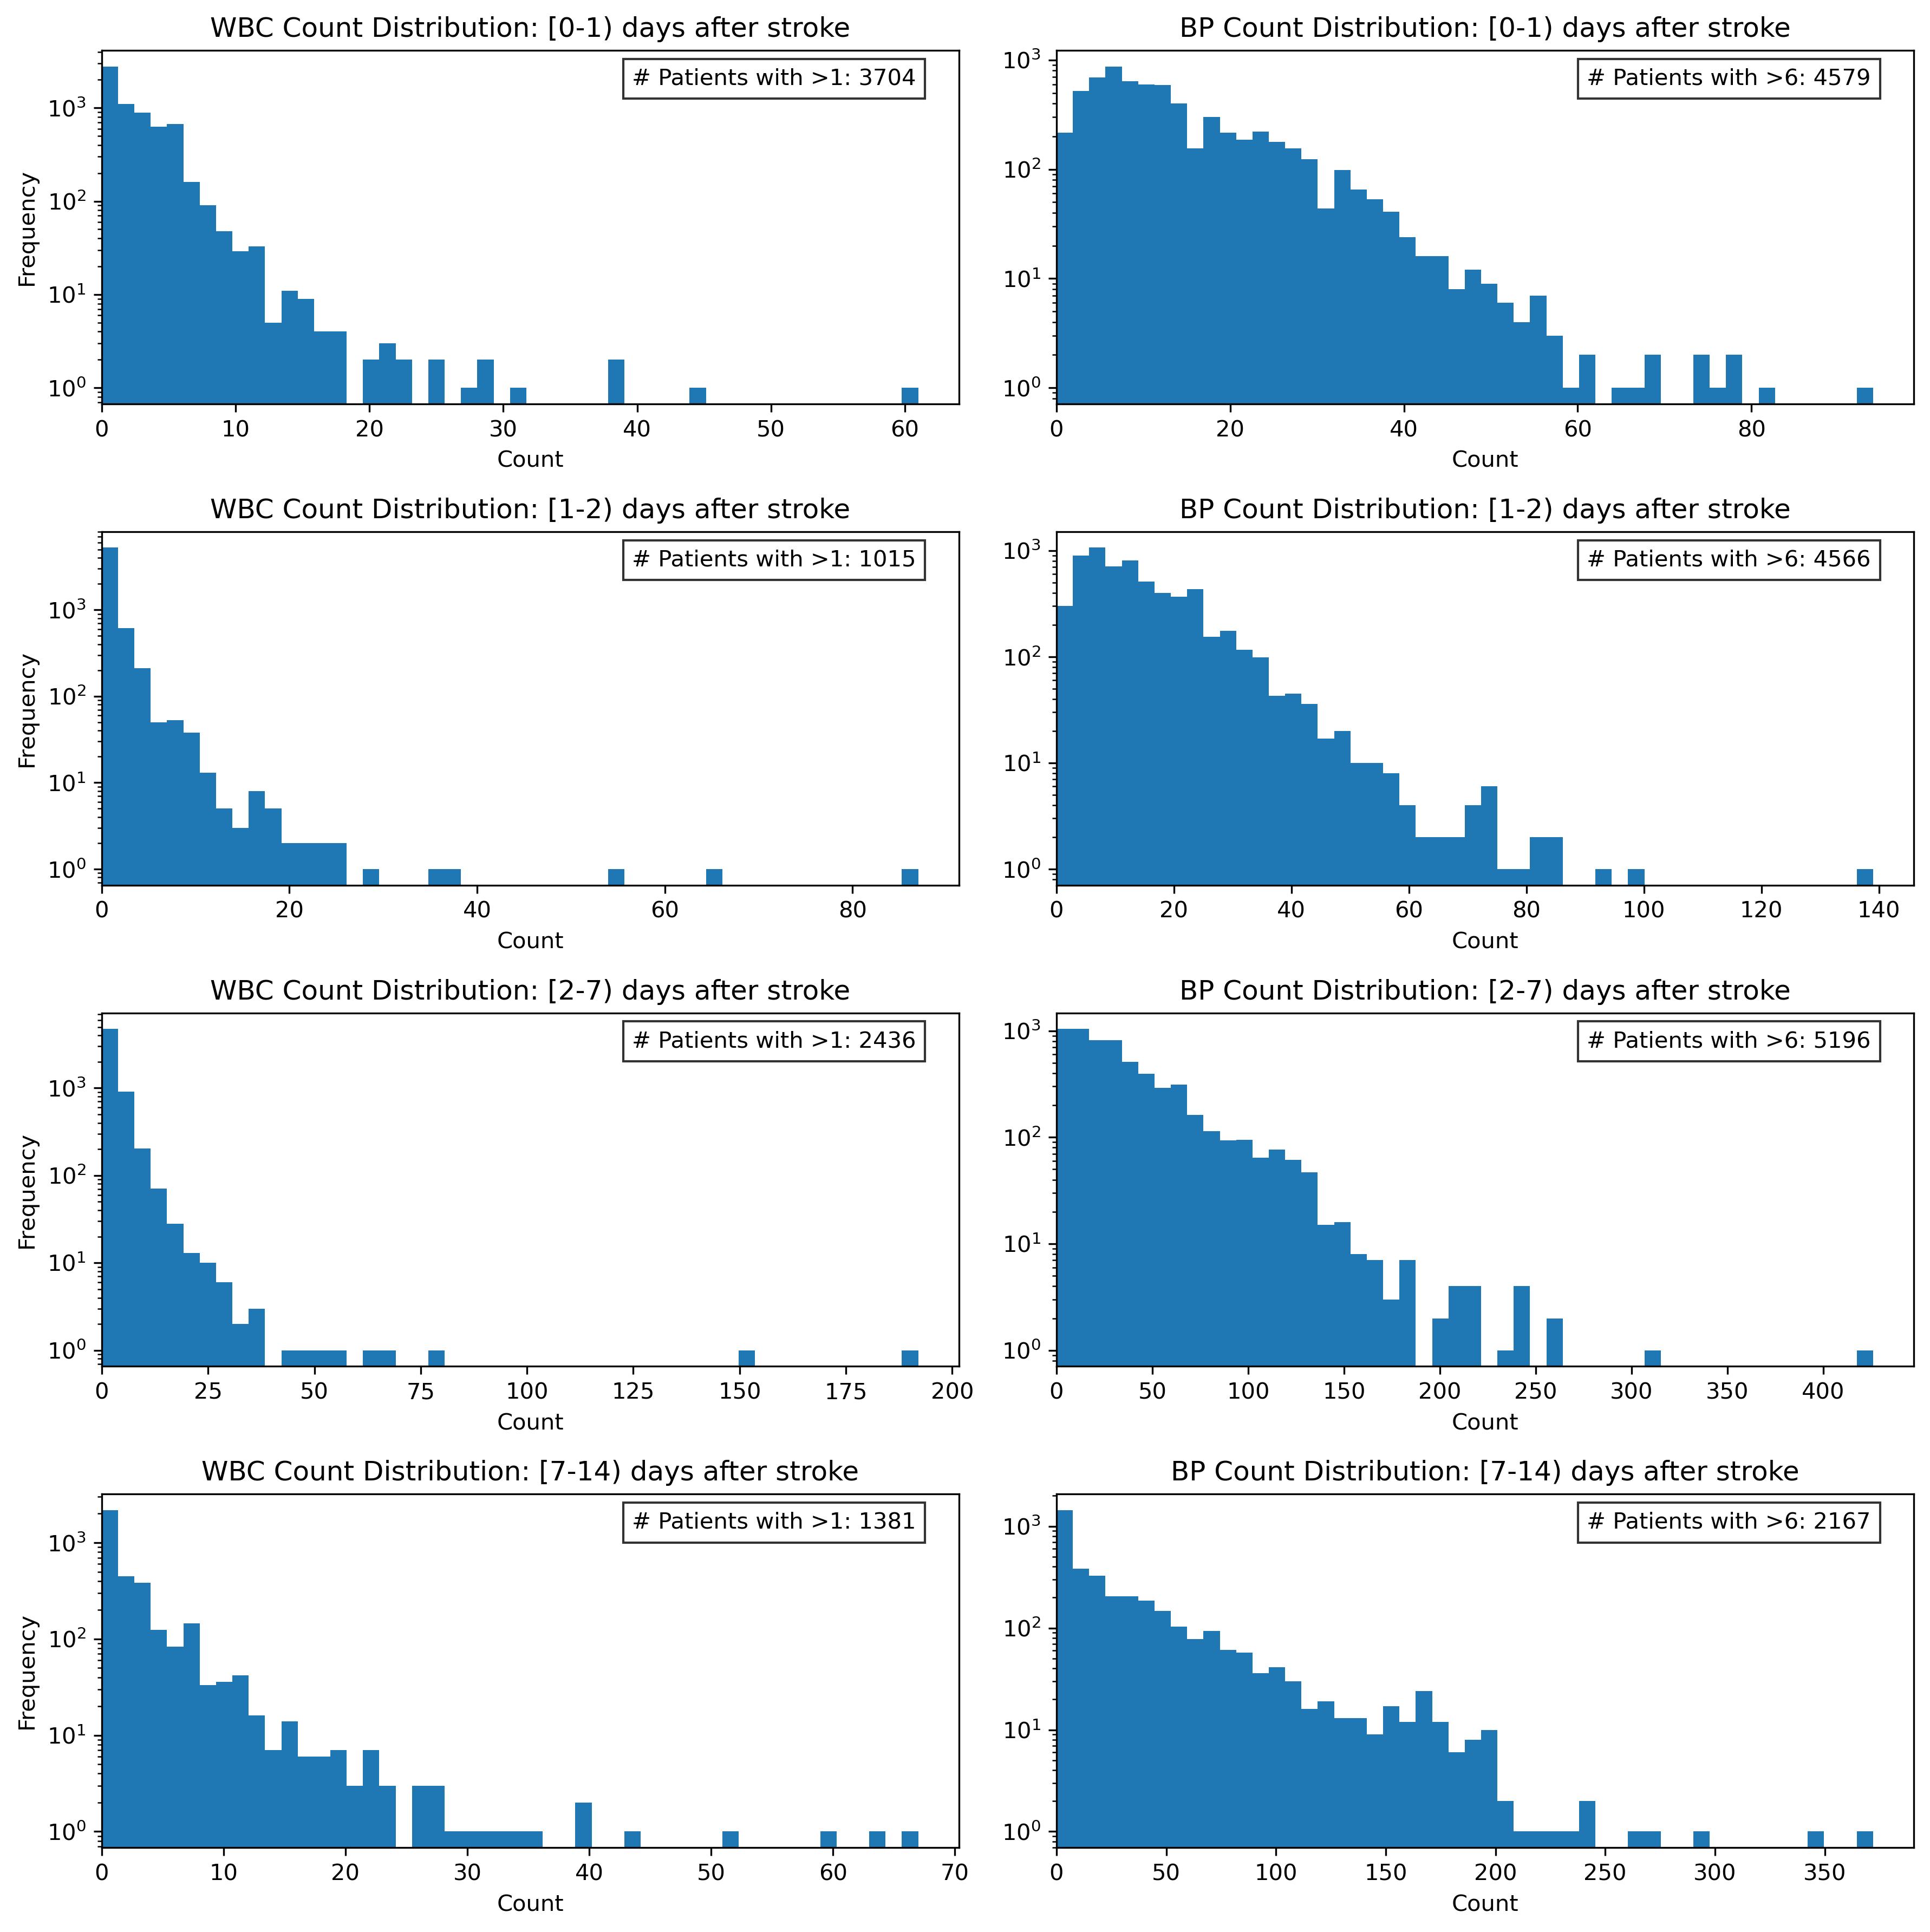 WBC Count Distribution: [0-1) days after stroke
# Patients with >1: 3704
10³
10²
10¹
10⁰
Frequency
0 10 20 30 40 50 60
Count
BP Count Distribution: [0-1) days after stroke
# Patients with >6: 4579
10³
10²
10¹
10⁰
0 20 40 60 80
Count
WBC Count Distribution: [1-2) days after stroke
# Patients with >1: 1015
10³
10²
10¹
10⁰
Frequency
0 20 40 60 80
Count
BP Count Distribution: [1-2) days after stroke
# Patients with >6: 4566
10³
10²
10¹
10⁰
0 20 40 60 80 100 120 140
Count
WBC Count Distribution: [2-7) days after stroke
# Patients with >1: 2436
10³
10²
10¹
10⁰
Frequency
0 25 50 75 100 125 150 175 200
Count
BP Count Distribution: [2-7) days after stroke
# Patients with >6: 5196
10³
10²
10¹
10⁰
0 50 100 150 200 250 300 350 400
Count
WBC Count Distribution: [7-14) days after stroke
# Patients with >1: 1381
10³
10²
10¹
10⁰
Frequency
0 10 20 30 40 50 60 70
Count
BP Count Distribution: [7-14) days after stroke
# Patients with >6: 2167
10³
10²
10¹
10⁰
0 50 100 150 200 250 300 350
Count